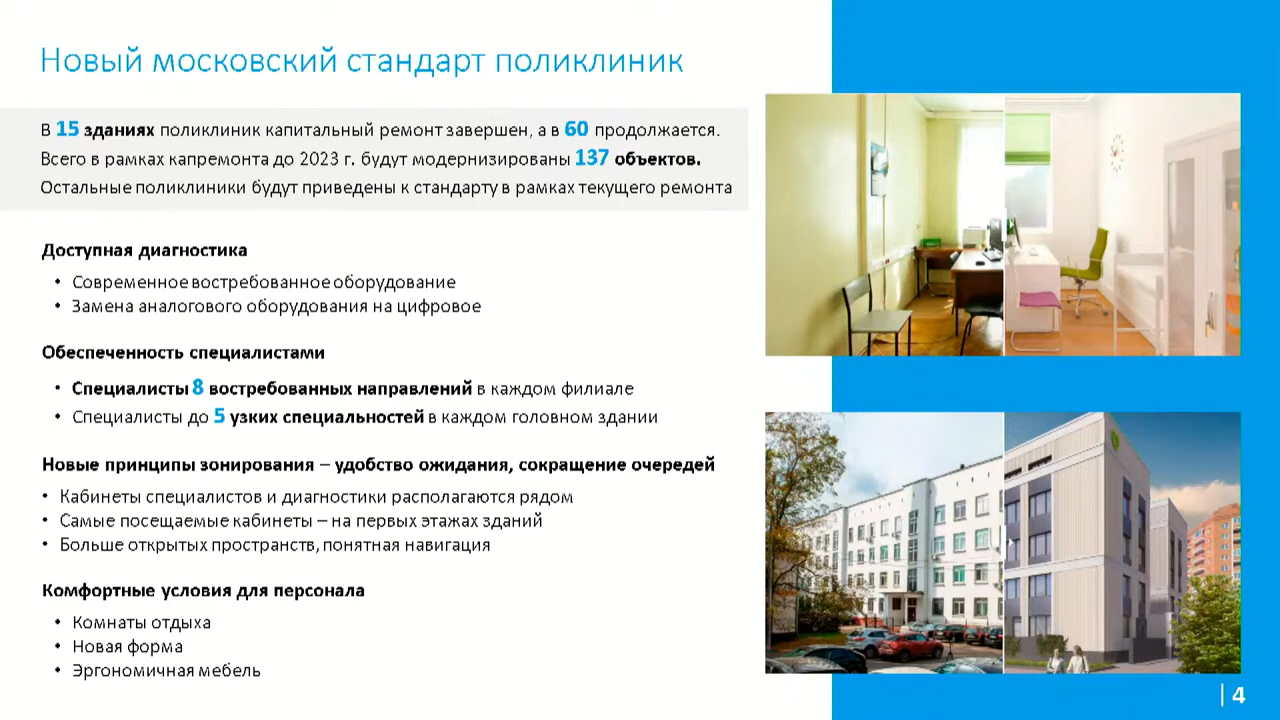 Новый московский стандарт поликлиник
В 15 зданиях поликлиник капитальный ремонт завершен, а в 60 продолжается.
Всего в рамках капремонта до 2023 г. будут модернизированы 137 объектов.
Остальные поликлиники будут приведены к стандарту в рамках текущего ремонта
Доступная диагностика
• Современное востребованное оборудование
• Замена аналогового оборудования на цифровое
Обеспеченность специалистами
• Специалисты 8 востребованных направлений в каждом филиале
• Специалисты до 5 узких специальностей в каждом головном здании
Новые принципы зонирования – удобство ожидания, сокращение очередей
• Кабинеты специалистов и диагностики располагаются рядом
• Самые посещаемые кабинеты – на первых этажах зданий
• Больше открытых пространств, понятная навигация
Комфортные условия для персонала
• Комнаты отдыха
• Новая форма
• Эргономичная мебель
| 4